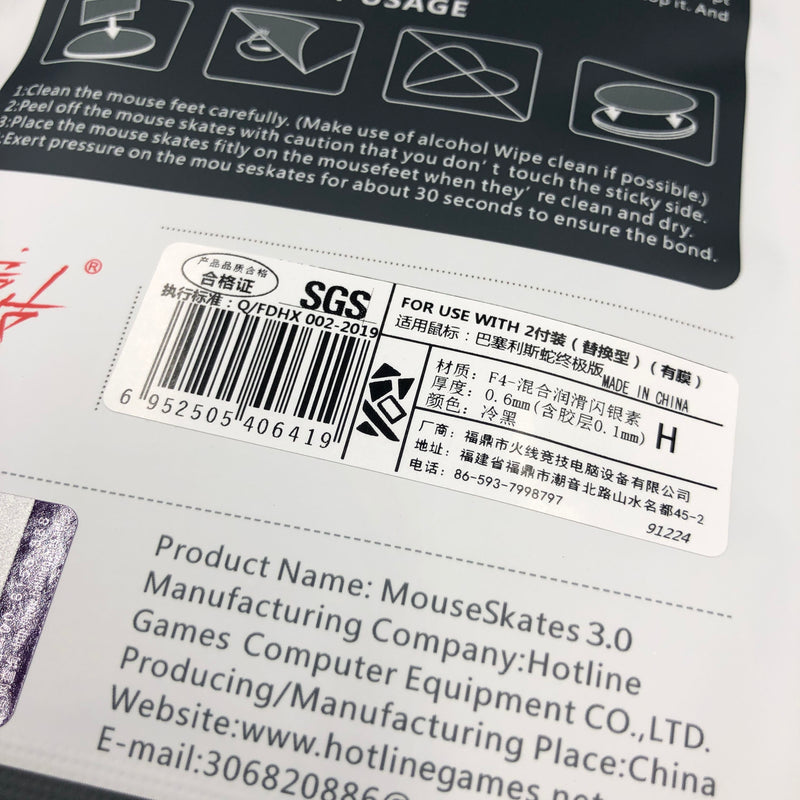 USAGE
op it. And
1:Clean the mouse feet carefully. (Make use of alcohol Wipe clean if possible.)
2:Peel off the mouse skates with caution that you don't touch the sticky side.
3:Place the mouse skates fitly on the mousefeet when they're clean and dry.
:Exert pressure on the mou seskates for about 30 seconds to ensure the bond.
®
产品品质合格
合格证
SGS
执行标准：Q/FDHX 002-2019
6 952505 406419
FOR USE WITH 2付装（替换型）（有膜）
适用鼠标：巴塞利斯蛇终极版
MADE IN CHINA
材质：F4-混合润滑闪银素
厚度：0.6mm(含胶层0.1mm)
颜色：冷黑
H
厂商：福鼎市火线竞技电脑设备有限公司
地址：福建省福鼎市潮音北路山水名都45-2
电话：86-593-7998797
91224
Product Name: MouseSkates 3.0
Manufacturing Company:Hotline
Games Computer Equipment CO.,LTD.
Producing/Manufacturing Place:China
Website:www.hotlinegames.net
E-mail:306820886@